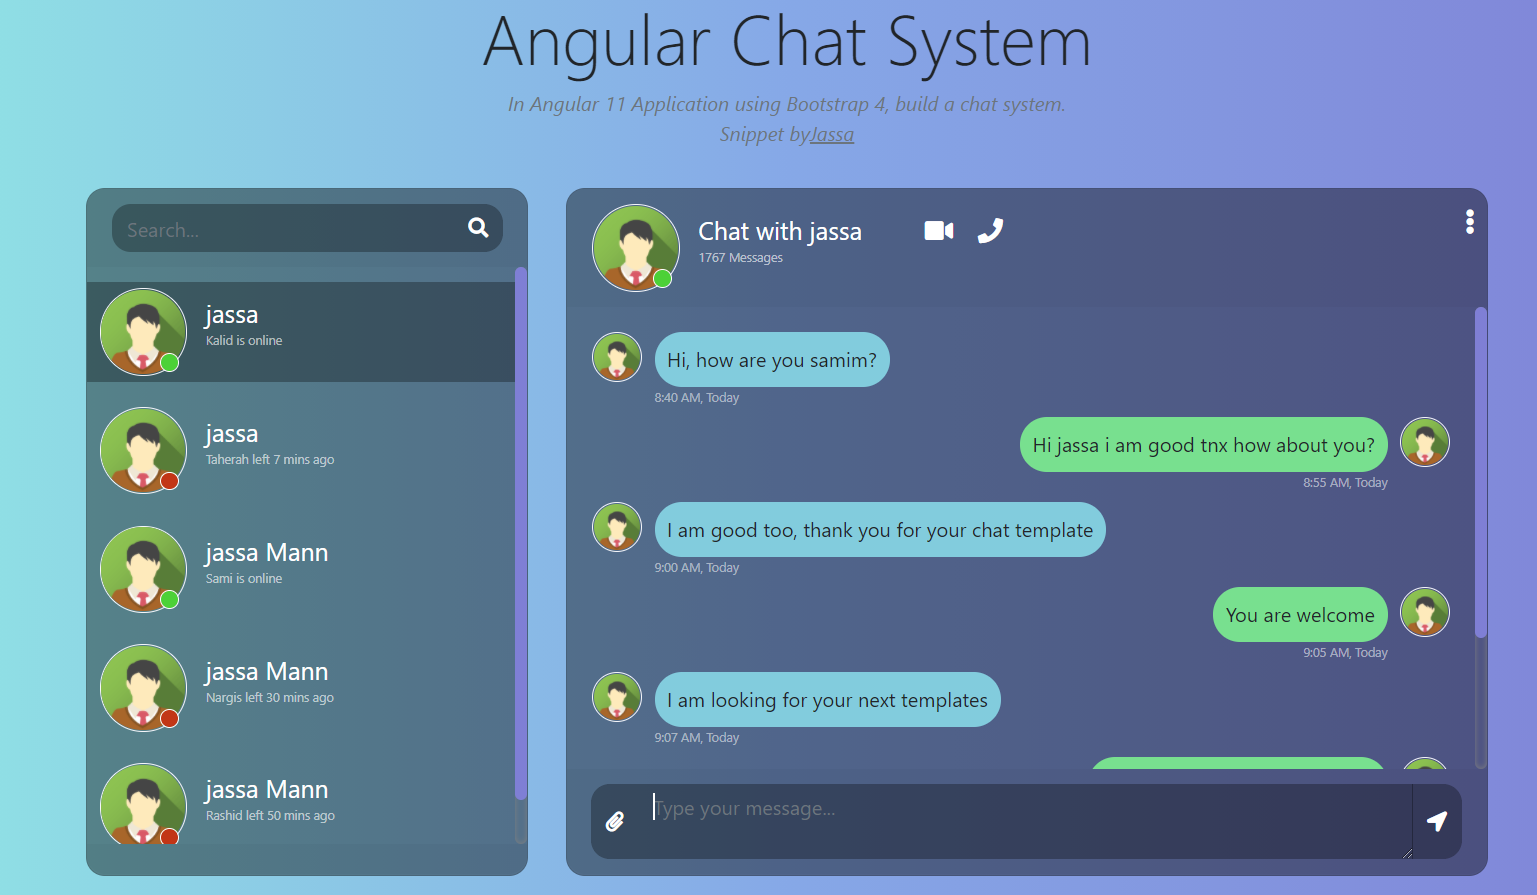 Angular Chat System
In Angular 11 Application using Bootstrap 4, build a chat system.
Snippet byJassa
Search...
jassa
Kalid is online
jassa
Taherah left 7 mins ago
jassa Mann
Sami is online
jassa Mann
Nargis left 30 mins ago
jassa Mann
Rashid left 50 mins ago
Chat with jassa
1767 Messages
Hi, how are you samim?
8:40 AM, Today
Hi jassa i am good tnx how about you?
8:55 AM, Today
I am good too, thank you for your chat template
9:00 AM, Today
You are welcome
9:05 AM, Today
I am looking for your next templates
9:07 AM, Today
Type your message...